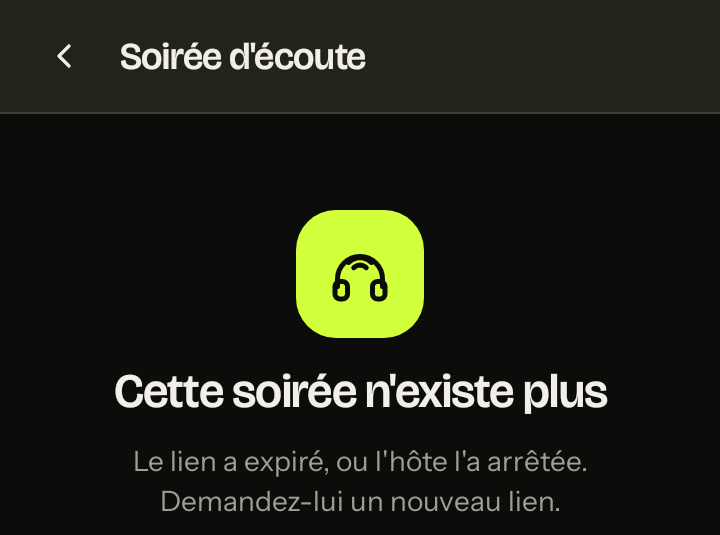 Soirée d'écoute
Cette soirée n'existe plus
Le lien a expiré, ou l'hôte l'a arrêtée.
Demandez-lui un nouveau lien.